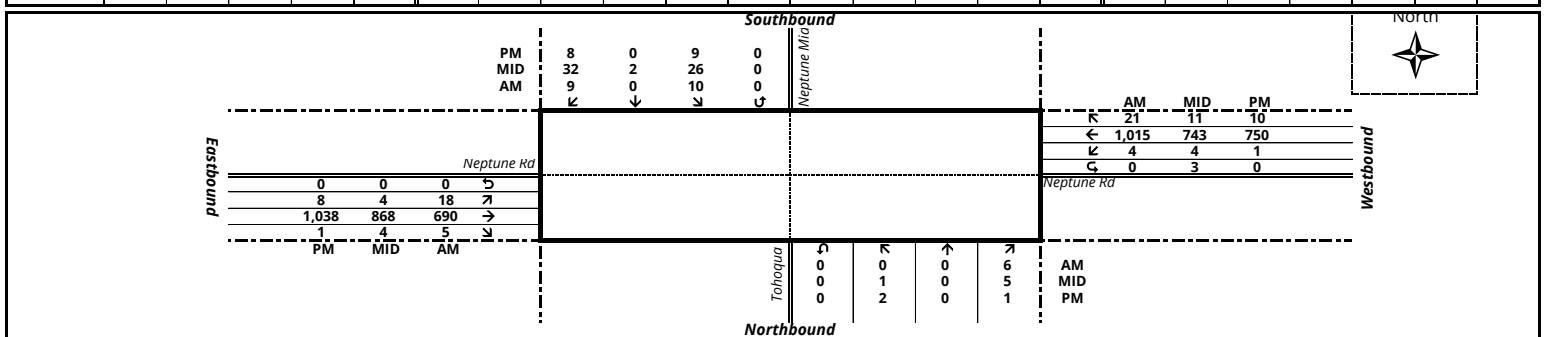 Southbound
North
PM 8 0 9 0
MID 32 2 26 0
AM 9 0 10 0
↙ ↓ ↘ ↺
Neptune Mid
AM MID PM
↖ 21 11 10
← 1,015 743 750
↙ 4 4 1
↪ 0 3 0
Neptune Rd
Westbound
Eastbound
Neptune Rd
0 0 0 ↩
8 4 18 ↗
1,038 868 690 →
1 4 5 ↘
PM MID AM
Tohoqua
↶ ↖ ↑ ↗
0 0 0 6 AM
0 1 0 5 MID
0 2 0 1 PM
Northbound